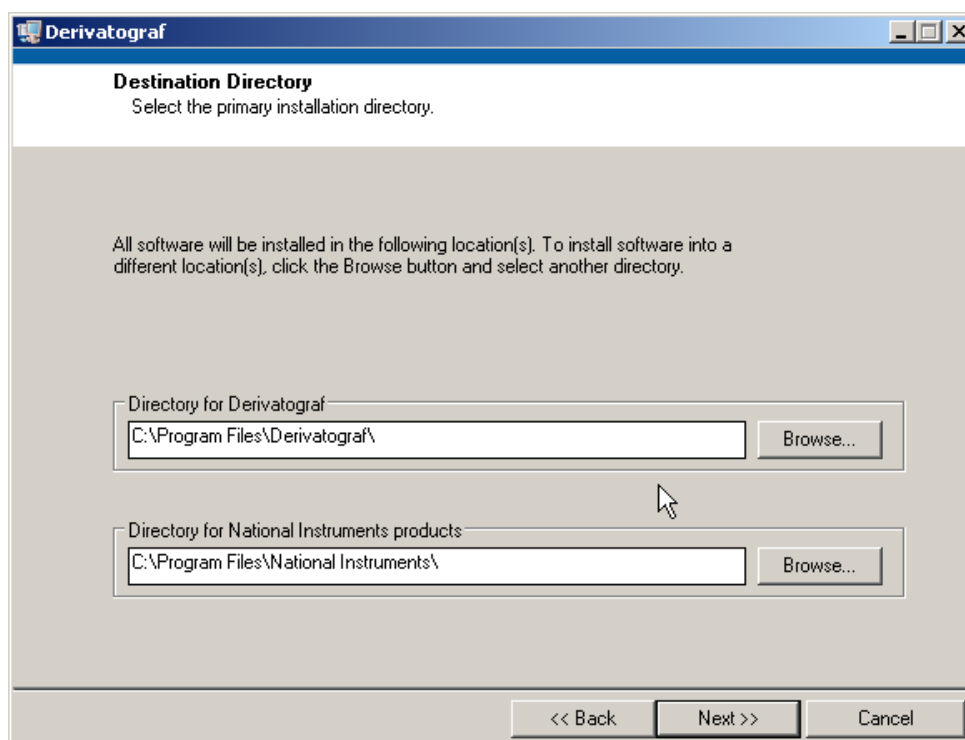 Derivatograf
Destination Directory
Select the primary installation directory.
All software will be installed in the following location(s). To install software into a
different location(s), click the Browse button and select another directory.
Directory for Derivatograf
C:\Program Files\Derivatograf\
Browse...
Directory for National Instruments products
C:\Program Files\National Instruments\
Browse...
<< Back
Next >>
Cancel